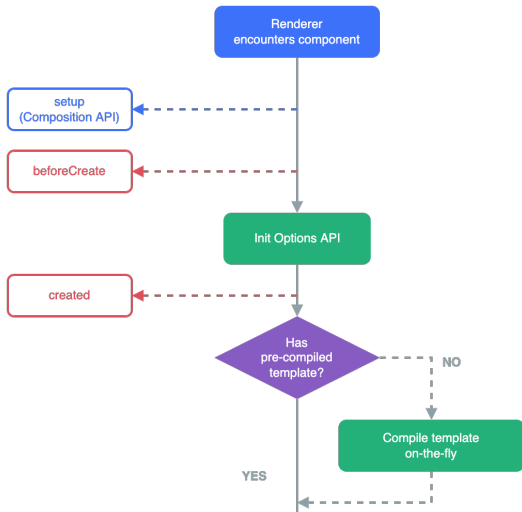 Renderer
encounters component
setup
(Composition API)
beforeCreate
Init Options API
created
Has
pre-compiled
template?
NO
Compile template
on-the-fly
YES